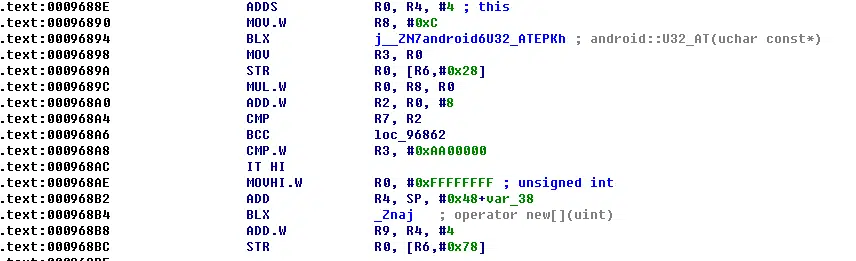 .text:0009688E ADDS R0, R4, #4 ; this
.text:00096890 MOV.W R8, #0xC
.text:00096894 BLX j__ZN7android6U32_ATEPKh ; android::U32_AT(uchar const*)
.text:00096898 MOV R3, R0
.text:0009689A STR R0, [R6,#0x28]
.text:0009689C MUL.W R0, R8, R0
.text:000968A0 ADD.W R2, R0, #8
.text:000968A4 CMP R7, R2
.text:000968A6 BCC loc_96862
.text:000968A8 CMP.W R3, #0xAA00000
.text:000968AC IT HI
.text:000968AE MOVHI.W R0, #0xFFFFFFFF ; unsigned int
.text:000968B2 ADD R4, SP, #0x48+var_38
.text:000968B4 BLX _Znaj ; operator new[](uint)
.text:000968B8 ADD.W R9, R4, #4
.text:000968BC STR R0, [R6,#0x78]